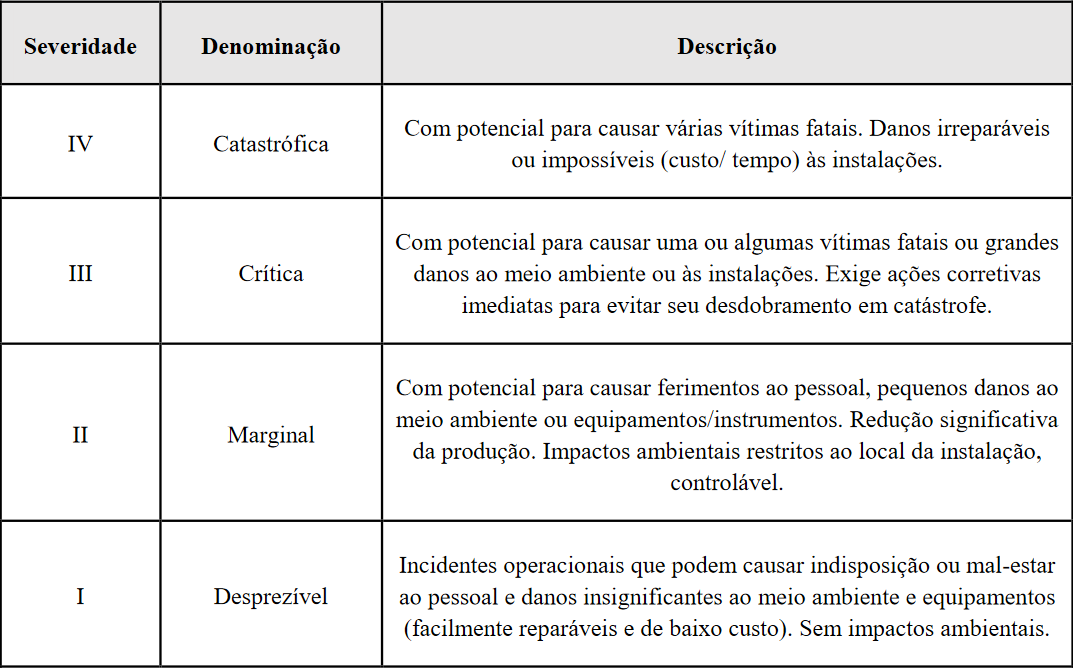 Severidade Denominação Descrição
IV Catastrófica Com potencial para causar várias vítimas fatais. Danos irreparáveis
ou impossíveis (custo/ tempo) às instalações.
III Crítica Com potencial para causar uma ou algumas vítimas fatais ou grandes
danos ao meio ambiente ou às instalações. Exige ações corretivas
imediatas para evitar seu desdobramento em catástrofe.
II Marginal Com potencial para causar ferimentos ao pessoal, pequenos danos ao
meio ambiente ou equipamentos/instrumentos. Redução significativa
da produção. Impactos ambientais restritos ao local da instalação,
controlável.
I Desprezível Incidentes operacionais que podem causar indisposição ou mal-estar
ao pessoal e danos insignificantes ao meio ambiente e equipamentos
(facilmente reparáveis e de baixo custo). Sem impactos ambientais.